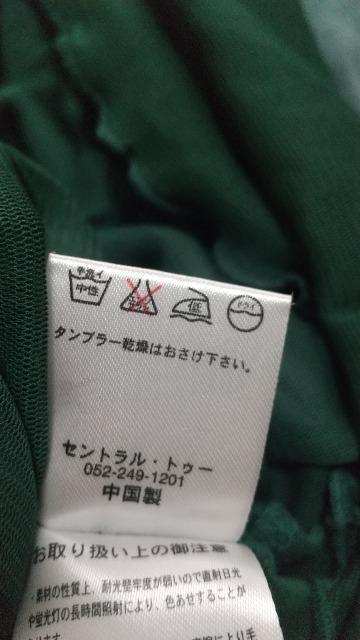 手洗イ
中性
低
ドライ
タンブラー乾燥はおさけ下さい。
セントラル・トゥー
052-249-1201
中国製
お取り扱い上の御注意
素材の性質上、耐光堅牢度が弱いので直射日光
や蛍光灯の長時間照射により、色あせすることが